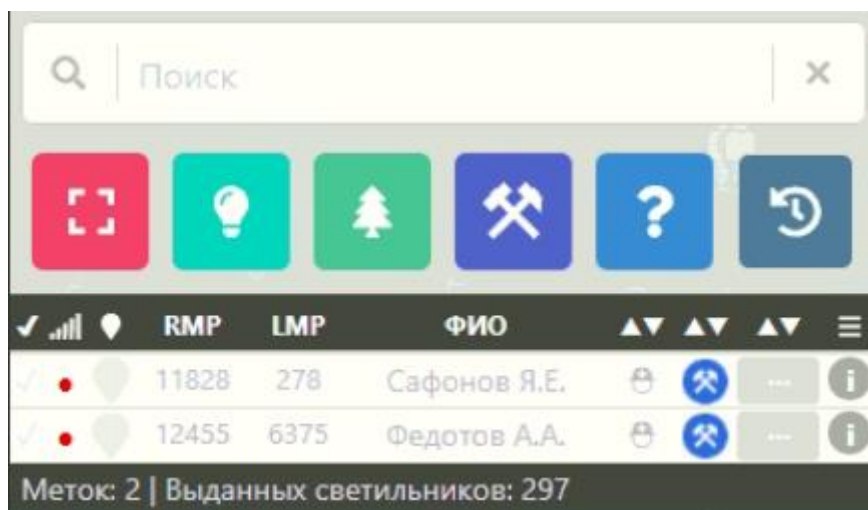 Поиск
RMP LMP ФИО
11828 278 Сафонов Я.Е. ...
12455 6375 Федотов А.А. ...
Меток: 2 | Выданных светильников: 297